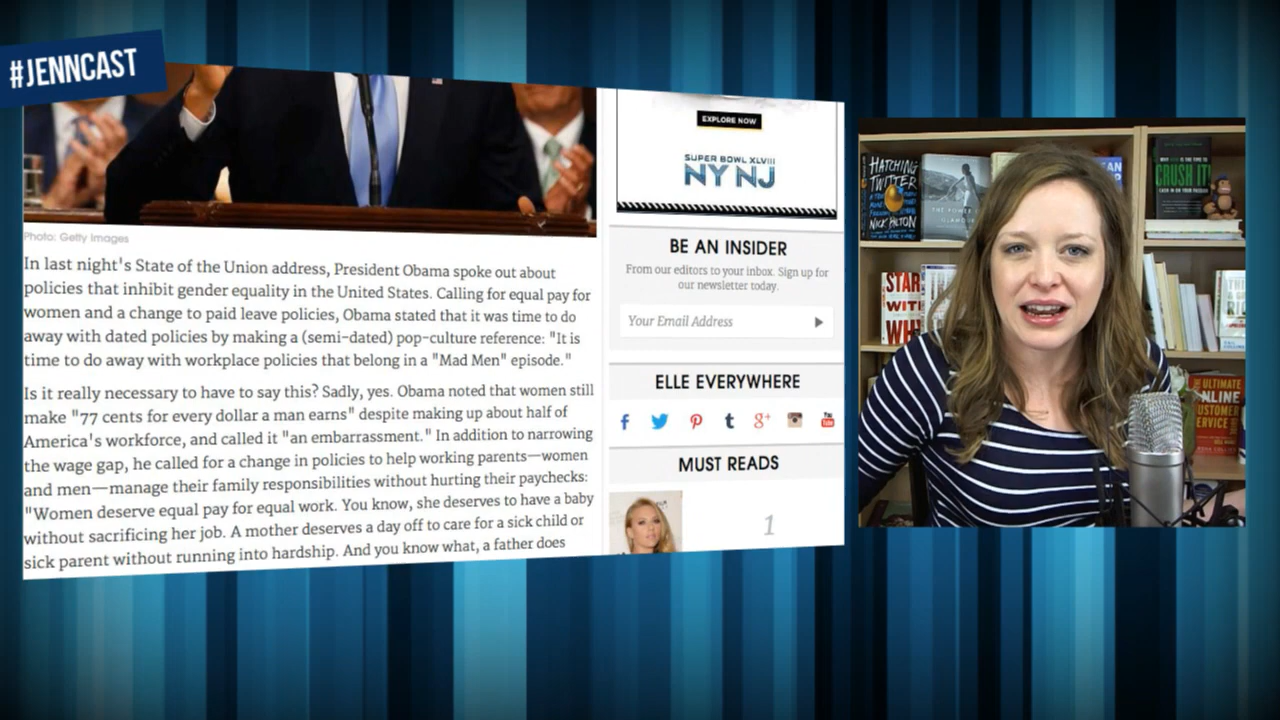 #JENNCAST
Photo: Getty Images
In last night's State of the Union address, President Obama spoke out about
policies that inhibit gender equality in the United States. Calling for equal pay for
women and a change to paid leave policies, Obama stated that it was time to do
away with dated policies by making a (semi-dated) pop-culture reference: "It is
time to do away with workplace policies that belong in a "Mad Men" episode."
Is it really necessary to have to say this? Sadly, yes. Obama noted that women still
make "77 cents for every dollar a man earns" despite making up about half of
America's workforce, and called it "an embarrassment." In addition to narrowing
the wage gap, he called for a change in policies to help working parents—women
and men—manage their family responsibilities without hurting their paychecks:
"Women deserve equal pay for equal work. You know, she deserves to have a baby
without sacrificing her job. A mother deserves a day off to care for a sick child or
sick parent without running into hardship. And you know what, a father does
EXPLORE NOW
SUPER BOWL XLVIII
NY NJ
BE AN INSIDER
From our editors to your inbox. Sign up for
our newsletter today.
Your Email Address
ELLE EVERYWHERE
f
t
g+
You
MUST READS
1
HATCHING
TWITTER
NICK BILTON
THE POWER
CRUSH IT!
START
WITH
WHY
THE
ULTIMATE
ONLINE
CUSTOMER
SERVICE